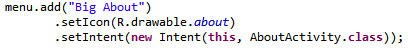 menu.add("Big About")
.setIcon(R.drawable.about)
.setIntent(new Intent(this, AboutActivity.class));